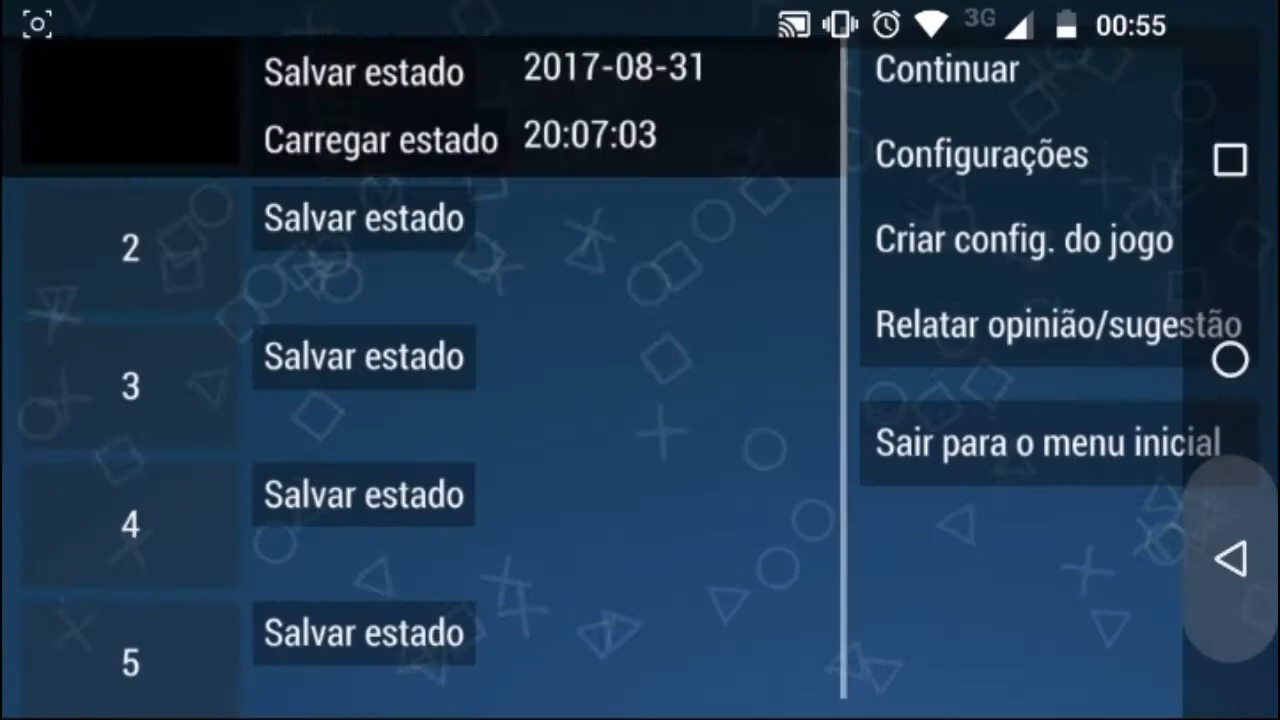 3G 00:55
Salvar estado 2017-08-31
Carregar estado 20:07:03
2 Salvar estado
3 Salvar estado
4 Salvar estado
5 Salvar estado
Continuar
Configurações
Criar config. do jogo
Relatar opinião/sugestão
Sair para o menu inicial